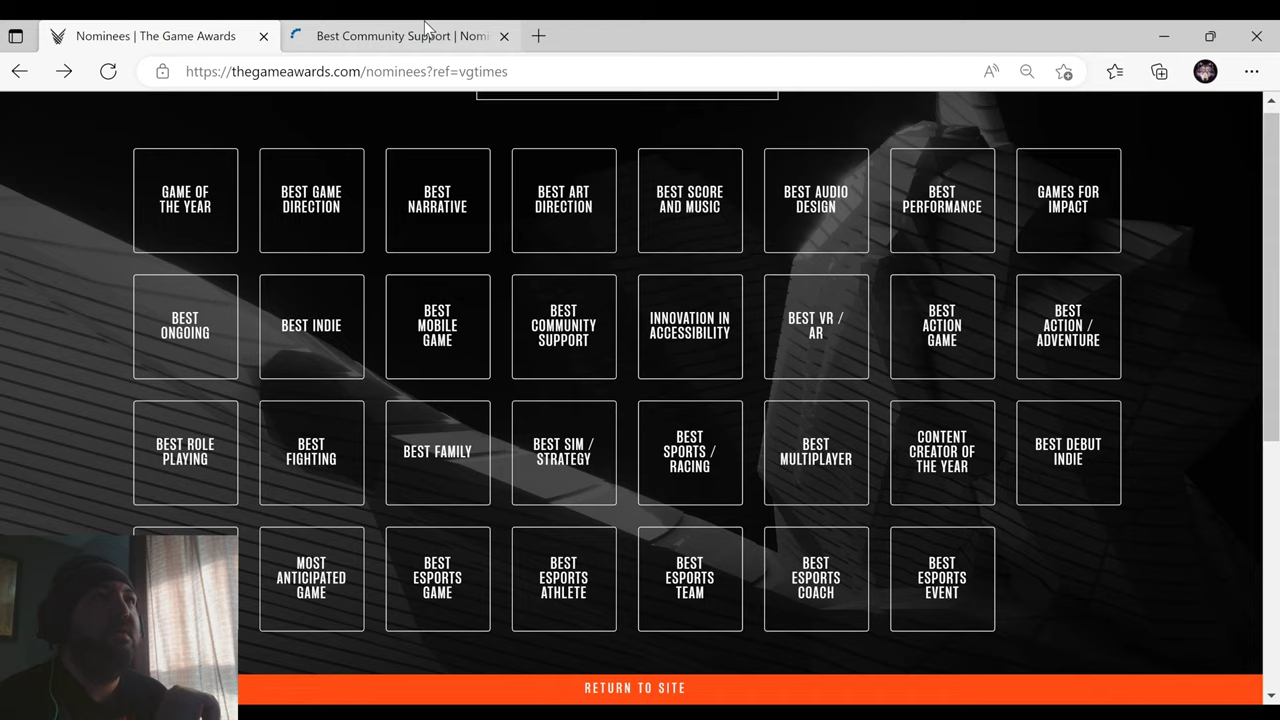 Nominees | The Game Awards
Best Community Support | Nomi
https://thegameawards.com/nominees?ref=vgtimes
GAME OF
THE YEAR
BEST GAME
DIRECTION
BEST
NARRATIVE
BEST ART
DIRECTION
BEST SCORE
AND MUSIC
BEST AUDIO
DESIGN
BEST
PERFORMANCE
GAMES FOR
IMPACT
BEST
ONGOING
BEST INDIE
BEST
MOBILE
GAME
BEST
COMMUNITY
SUPPORT
INNOVATION IN
ACCESSIBILITY
BEST VR /
AR
BEST
ACTION
GAME
BEST
ACTION /
ADVENTURE
BEST ROLE
PLAYING
BEST
FIGHTING
BEST FAMILY
BEST SIM /
STRATEGY
BEST
SPORTS /
RACING
BEST
MULTIPLAYER
CONTENT
CREATOR OF
THE YEAR
BEST DEBUT
INDIE
MOST
ANTICIPATED
GAME
BEST
ESPORTS
GAME
BEST
ESPORTS
ATHLETE
BEST
ESPORTS
TEAM
BEST
ESPORTS
COACH
BEST
ESPORTS
EVENT
RETURN TO SITE